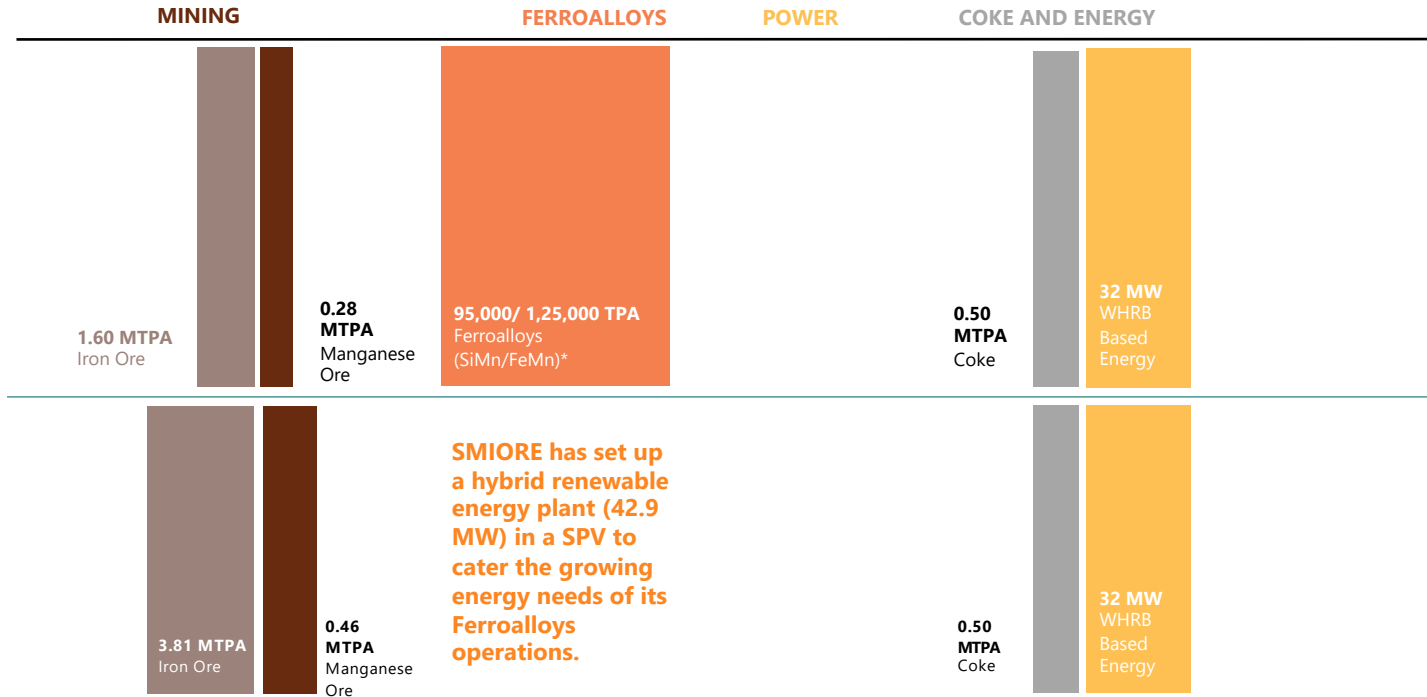 MINING
FERROALLOYS
POWER
COKE AND ENERGY
1.60 MTPA
Iron Ore
0.28
MTPA
Manganese
Ore
95,000/ 1,25,000 TPA
Ferroalloys
(SiMn/FeMn)*
0.50
MTPA
Coke
32 MW
WHRB
Based
Energy
3.81 MTPA
Iron Ore
0.46
MTPA
Manganese
Ore
SMIORE has set up
a hybrid renewable
energy plant (42.9
MW) in a SPV to
cater the growing
energy needs of its
Ferroalloys
operations.
0.50
MTPA
Coke
32 MW
WHRB
Based
Energy